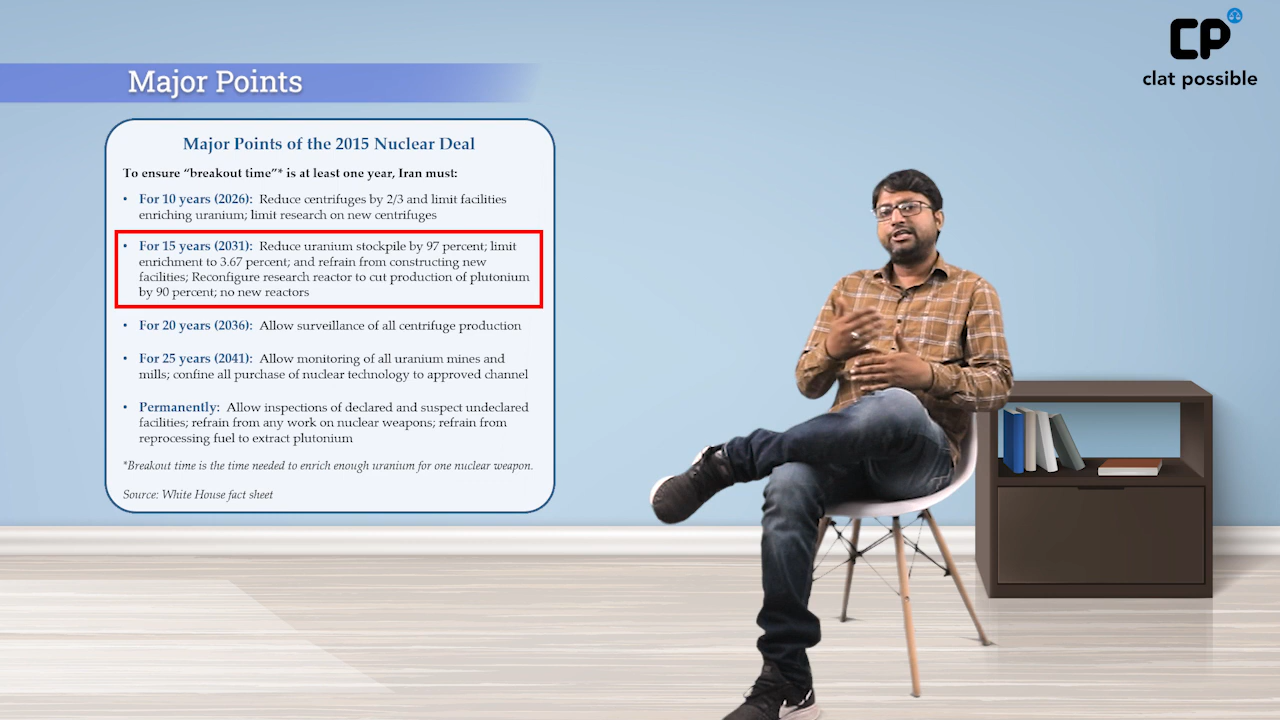 CP
clat possible
Major Points
Major Points of the 2015 Nuclear Deal
To ensure “breakout time”* is at least one year, Iran must:
• For 10 years (2026): Reduce centrifuges by 2/3 and limit facilities
enriching uranium; limit research on new centrifuges
• For 15 years (2031): Reduce uranium stockpile by 97 percent; limit
enrichment to 3.67 percent; and refrain from constructing new
facilities; Reconfigure research reactor to cut production of plutonium
by 90 percent; no new reactors
• For 20 years (2036): Allow surveillance of all centrifuge production
• For 25 years (2041): Allow monitoring of all uranium mines and
mills; confine all purchase of nuclear technology to approved channel
• Permanently: Allow inspections of declared and suspect undeclared
facilities; refrain from any work on nuclear weapons; refrain from
reprocessing fuel to extract plutonium
*Breakout time is the time needed to enrich enough uranium for one nuclear weapon.
Source: White House fact sheet